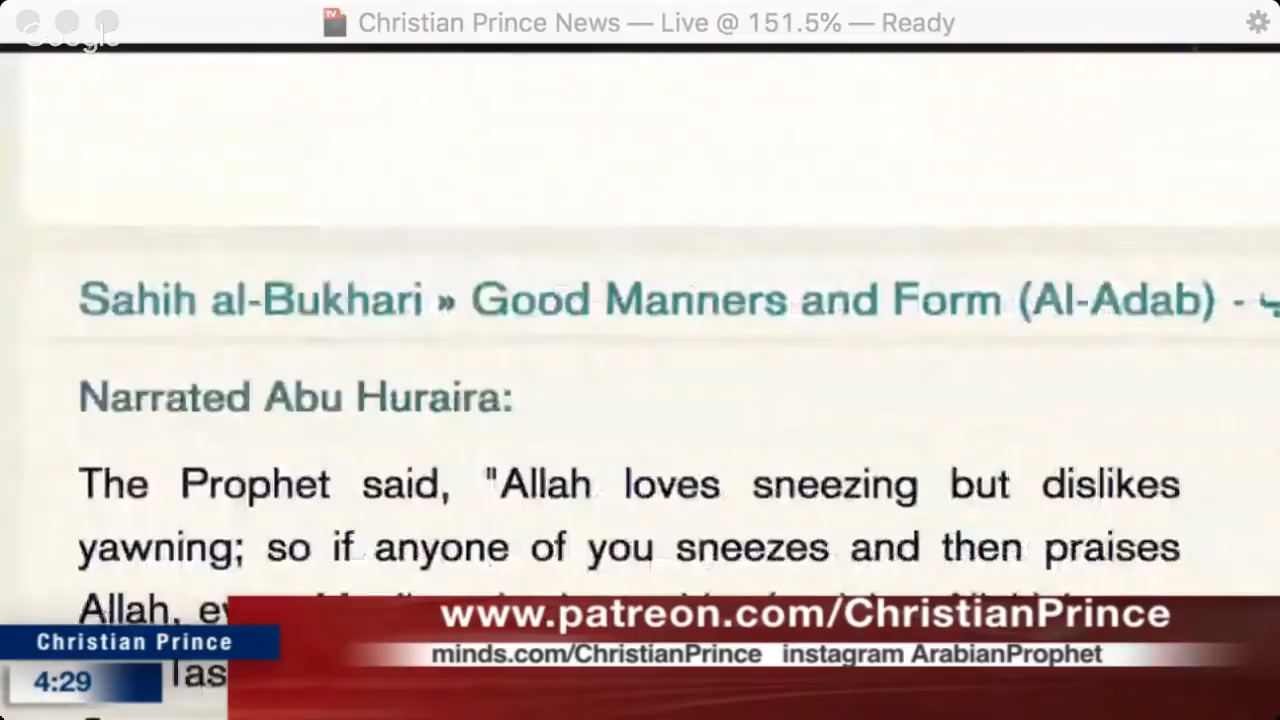 Christian Prince News — Live @ 151.5% — Ready
Google
Sahih al-Bukhari » Good Manners and Form (Al-Adab) -
Narrated Abu Huraira:
The Prophet said, "Allah loves sneezing but dislikes
yawning; so if anyone of you sneezes and then praises
Allah,
www.patreon.com/ChristianPrince
Christian Prince
minds.com/ChristianPrince instagram ArabianProphet
4:29